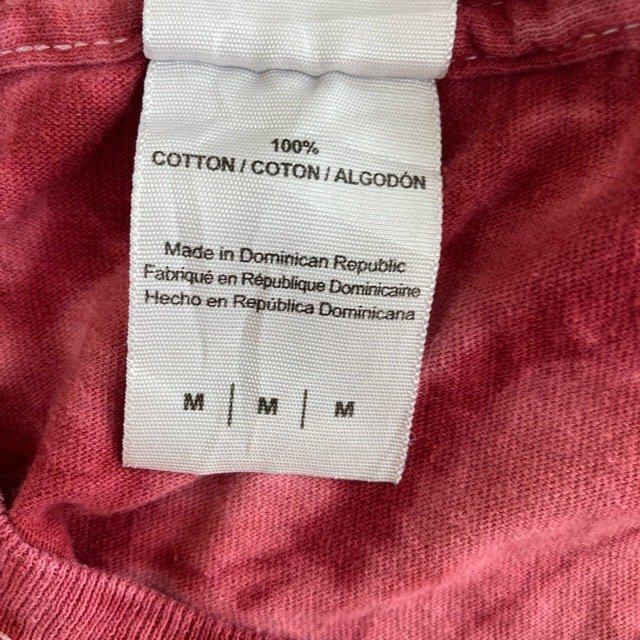 100%
COTTON / COTON / ALGODÓN
Made in Dominican Republic
Fabriqué en République Dominicaine
Hecho en República Dominicana
M | M | M